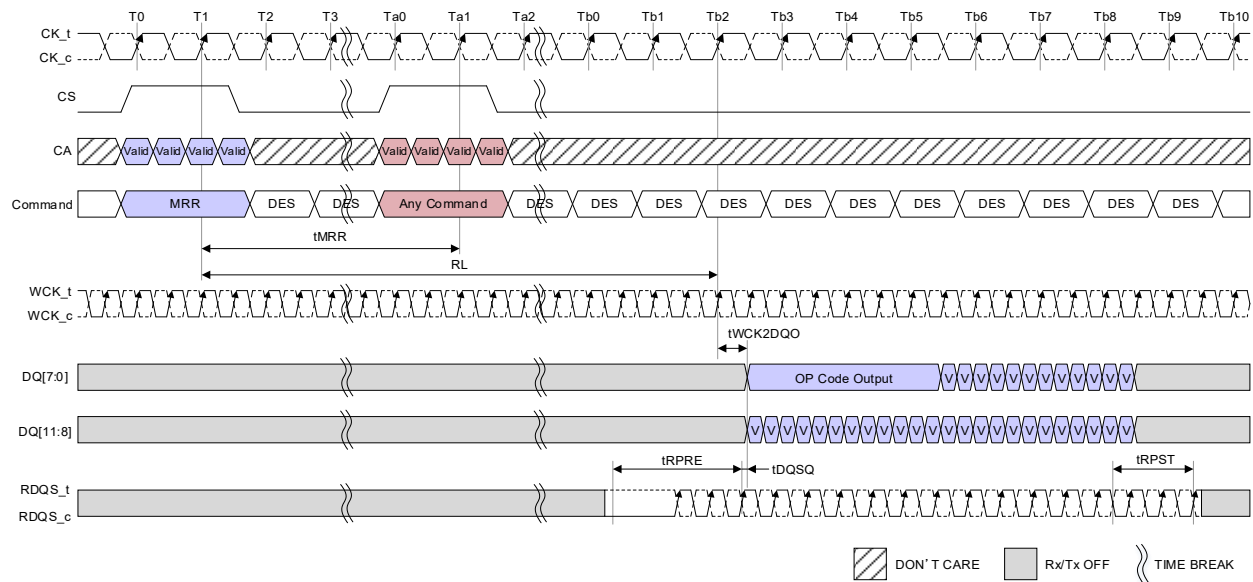 T0 T1 T2 T3 Ta0 Ta1 Ta2 Tb0 Tb1 Tb2 Tb3 Tb4 Tb5 Tb6 Tb7 Tb8 Tb9 Tb10
CK_t
CK_c
CS
CA Valid Valid Valid Valid Valid Valid Valid Valid
Command MRR DES DES Any Command DES DES DES DES DES DES DES DES DES DES DES
tMRR
RL
WCK_t
WCK_c
tWCK2DQO
DQ[7:0] OP Code Output V V V V V V V V V V V V
DQ[11:8] V V V V V V V V V V V V V V V V V V V V V V V V
tRPRE tDQSQ tRPST
RDQS_t
RDQS_c
DON'T CARE Rx/Tx OFF TIME BREAK